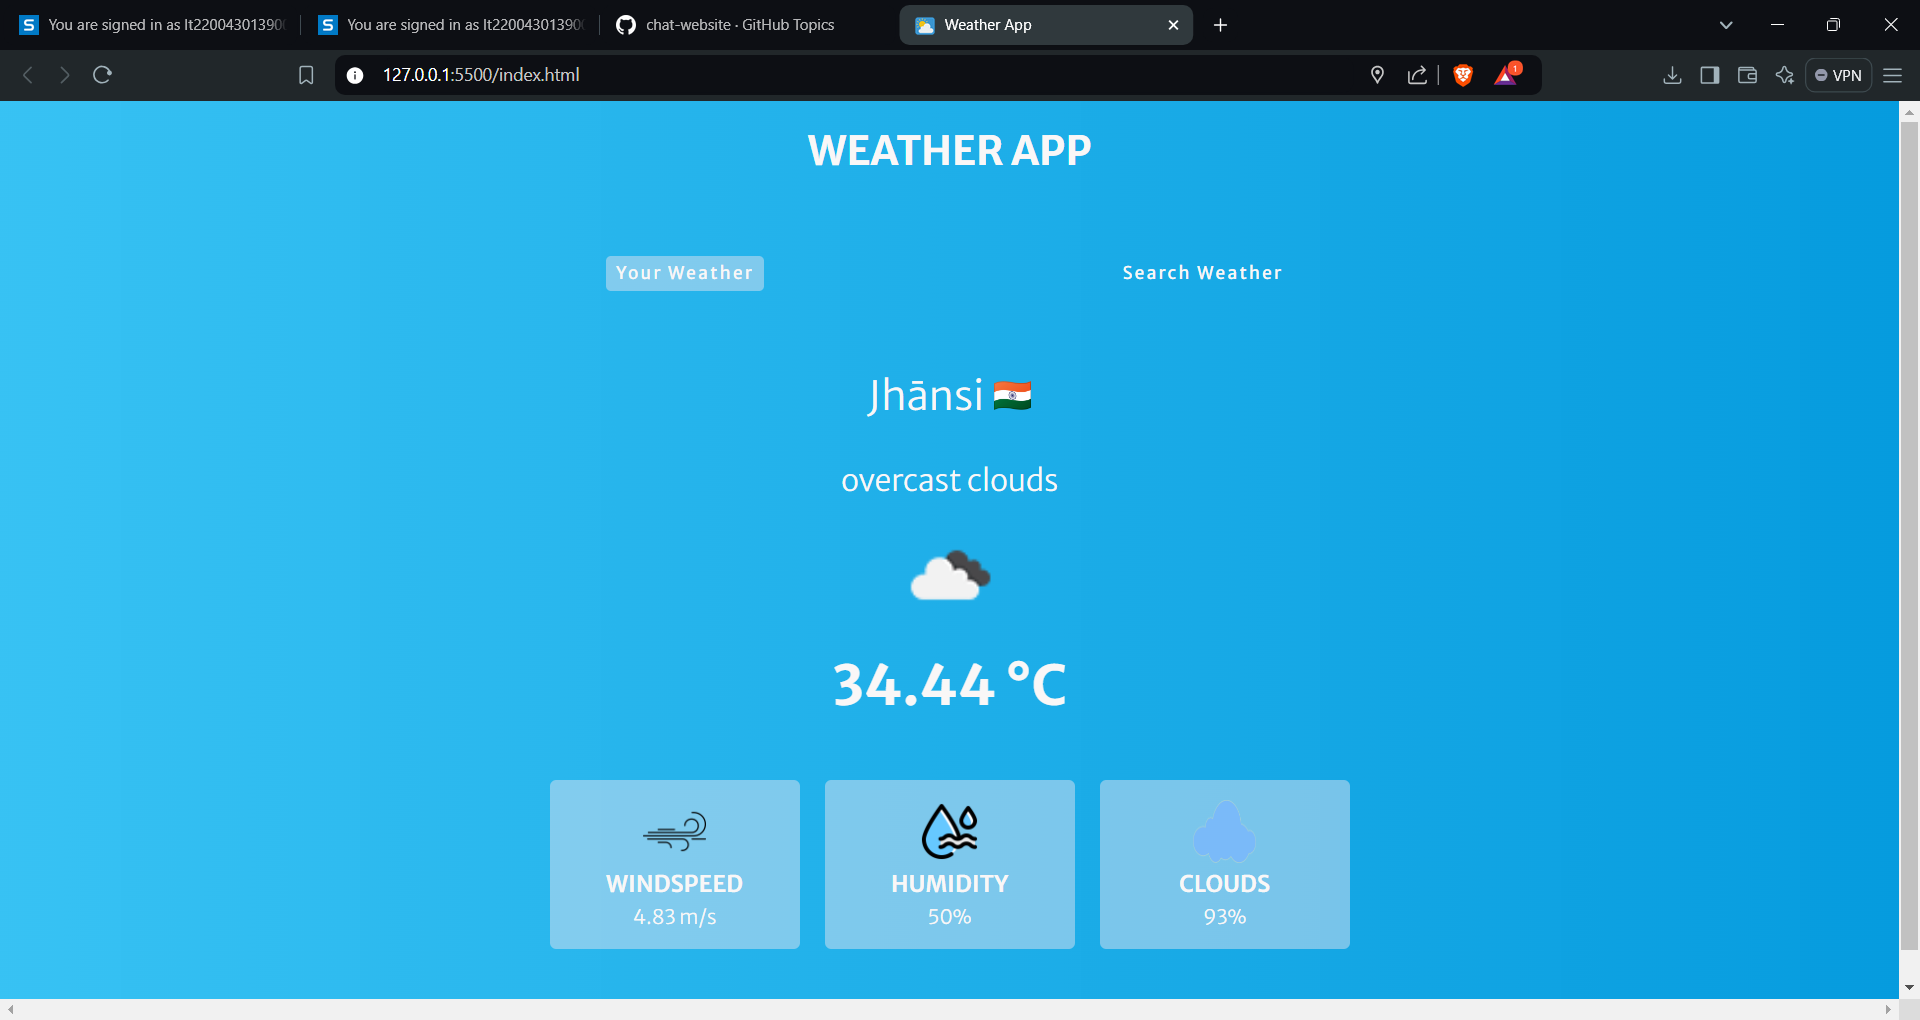 You are signed in as lt22004301390
You are signed in as lt22004301390
chat-website · GitHub Topics
Weather App
127.0.0.1:5500/index.html
1
VPN
WEATHER APP
Your Weather
Search Weather
Jhānsi
overcast clouds
34.44 °C
WINDSPEED
4.83 m/s
HUMIDITY
50%
CLOUDS
93%